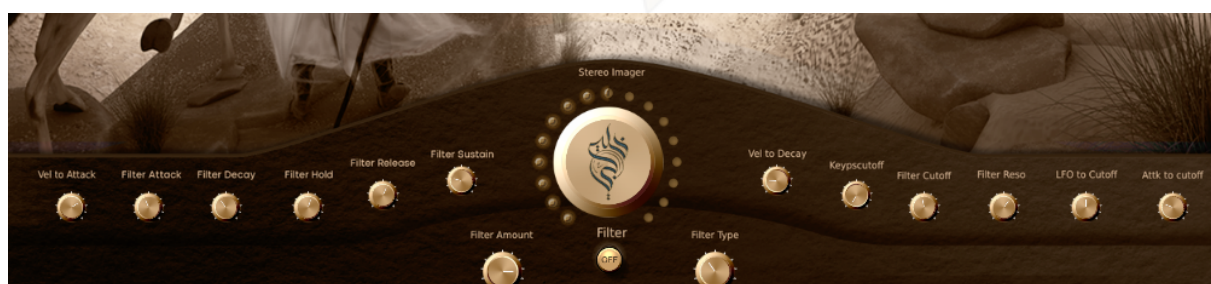 Stereo Imager
Filter Release
Filter Sustain
Vel to Decay
Keypscutoff
Vel to Attack
Filter Attack
Filter Decay
Filter Hold
Filter Cutoff
Filter Reso
LFO to Cutoff
Attk to cutoff
Filter Amount
Filter
Filter Type
OFF